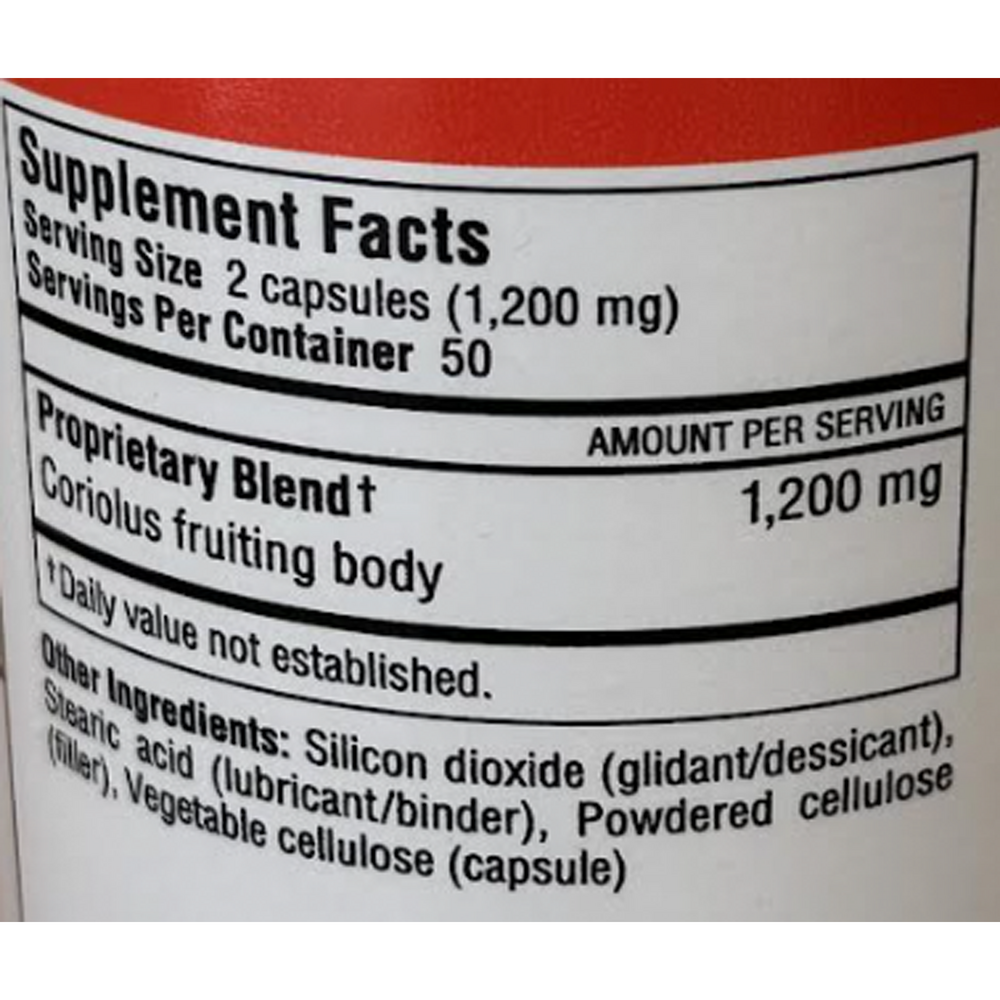 Supplement Facts
Serving Size 2 capsules (1,200 mg)
Servings Per Container 50
AMOUNT PER SERVING
Proprietary Blend† 1,200 mg
Coriolus fruiting body
†Daily value not established.
Other Ingredients: Silicon dioxide (glidant/dessicant),
Stearic acid (lubricant/binder), Powdered cellulose
(filler), Vegetable cellulose (capsule)